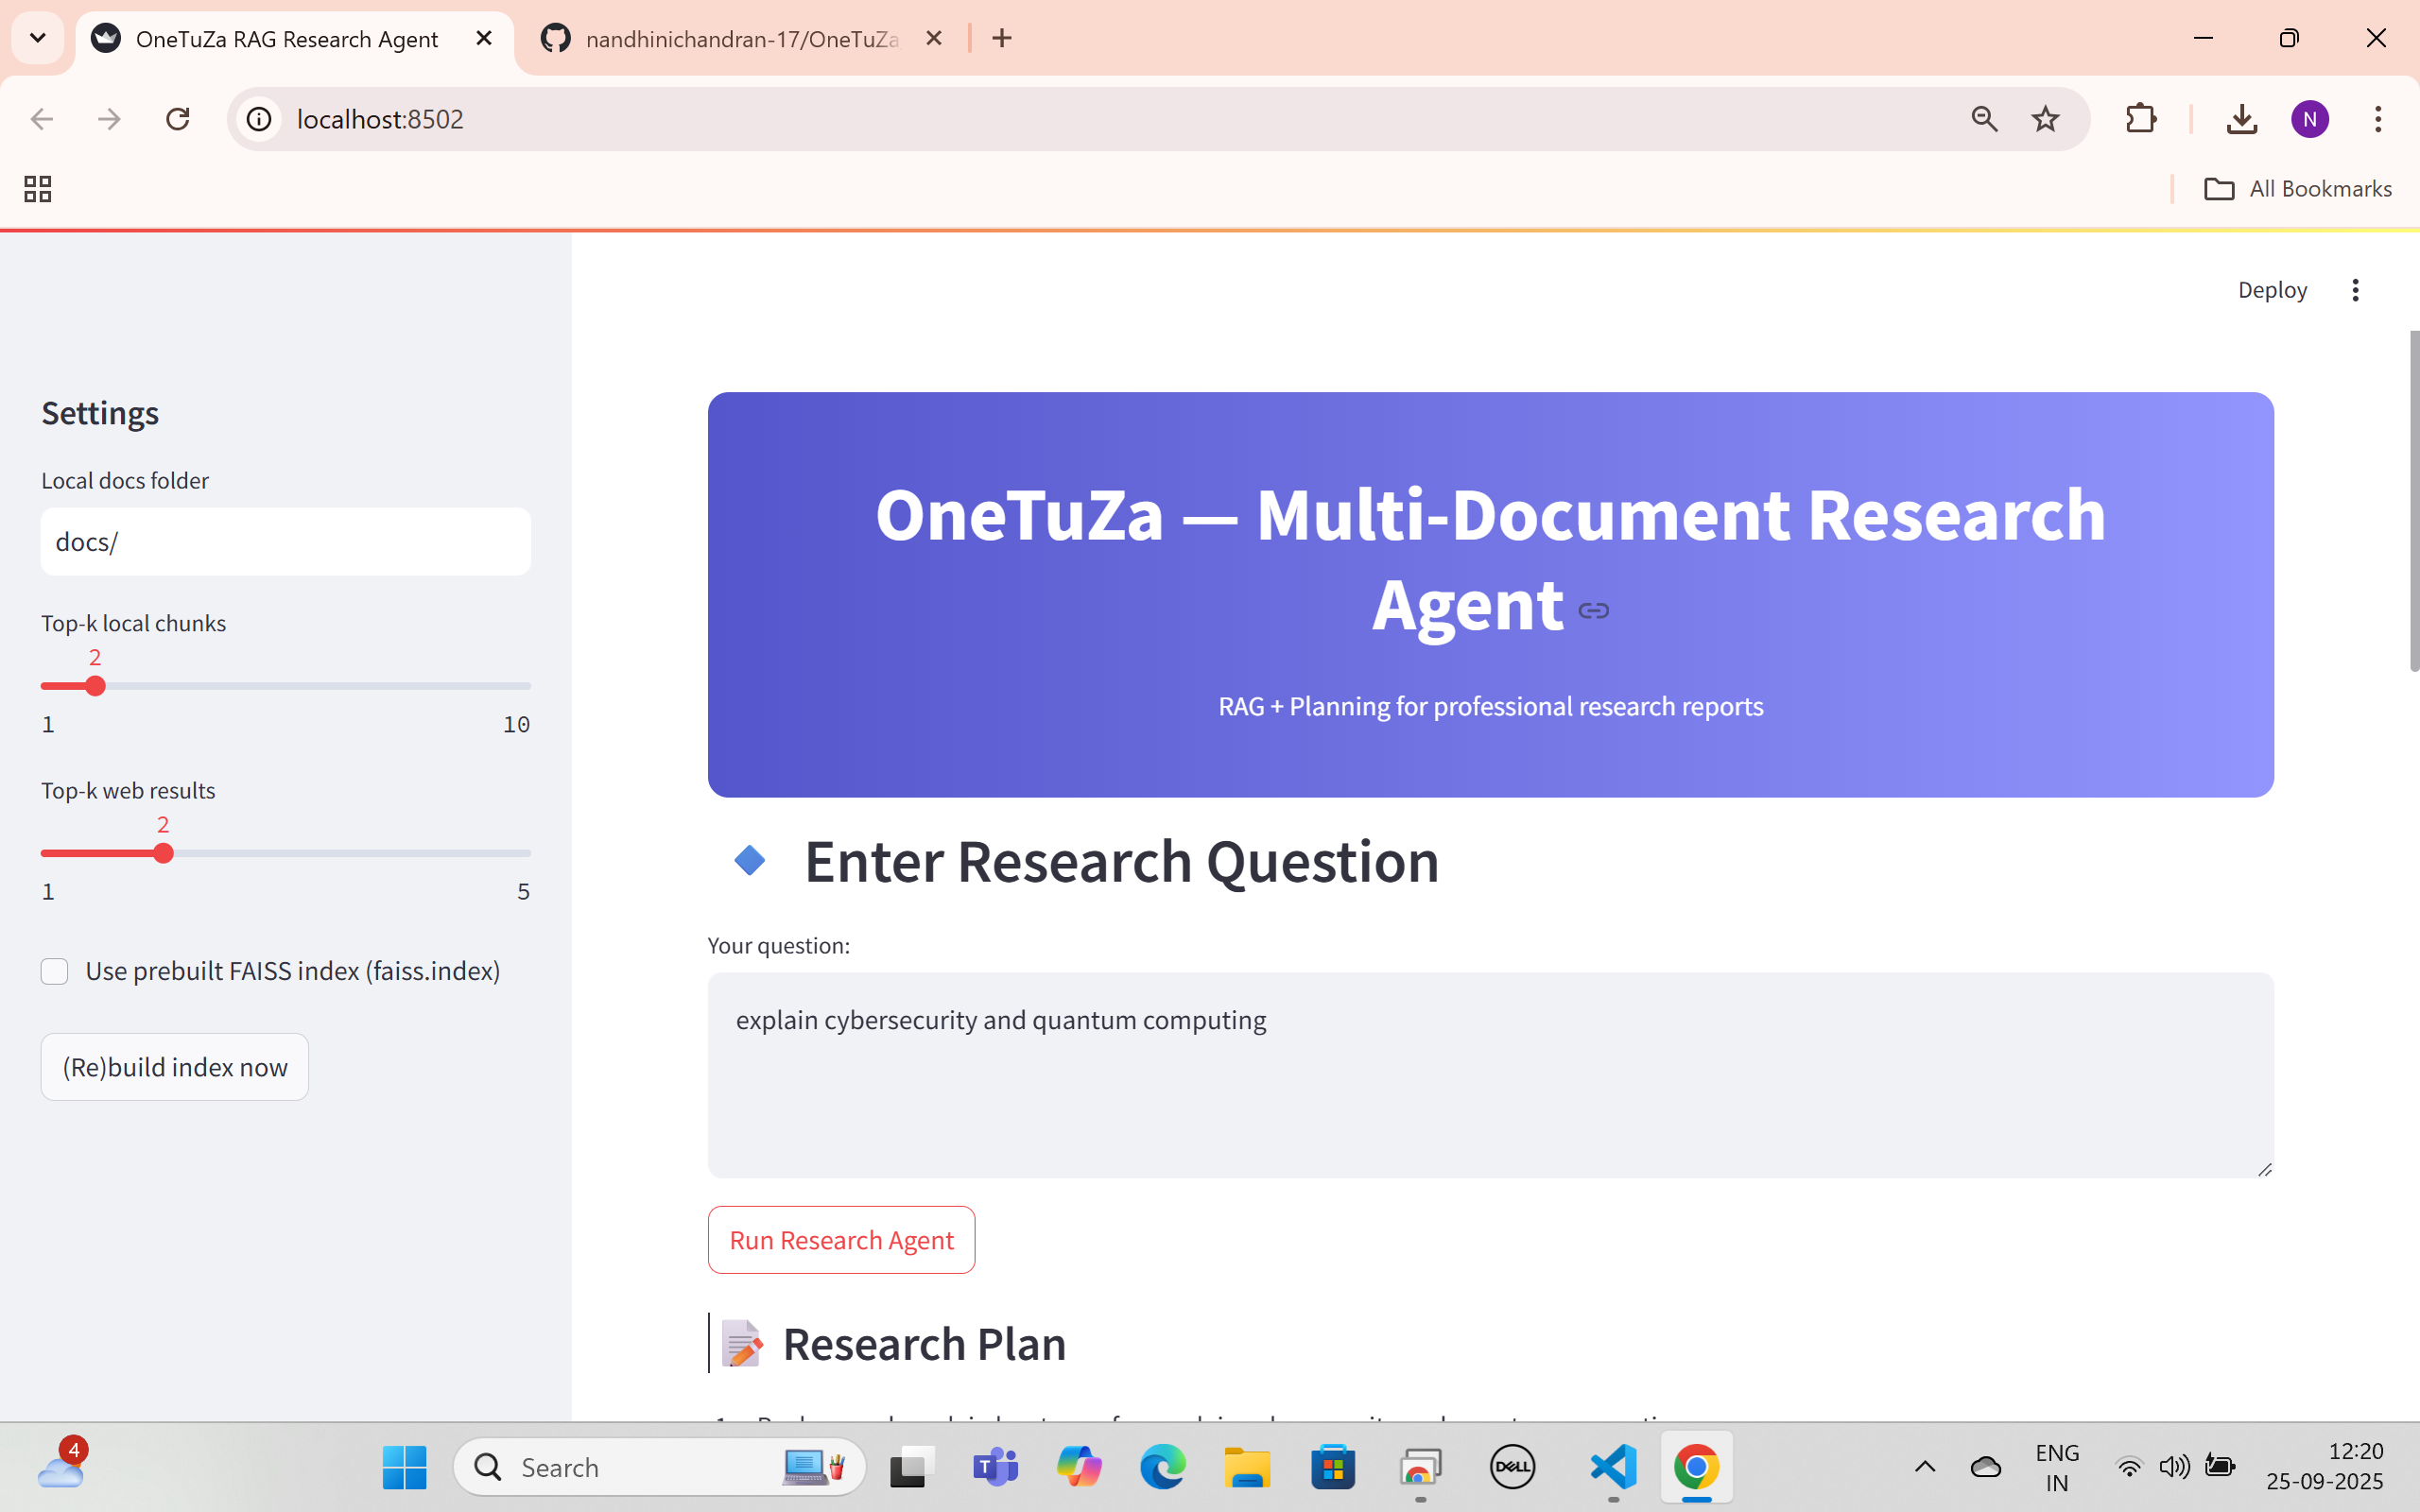 OneTuZa RAG Research Agent
nandhinichandran-17/OneTuZa
localhost:8502
N
All Bookmarks
Deploy
Settings
Local docs folder
docs/
Top-k local chunks
2
1 10
Top-k web results
2
1 5
Use prebuilt FAISS index (faiss.index)
(Re)build index now
OneTuZa — Multi-Document Research
Agent
RAG + Planning for professional research reports
Enter Research Question
Your question:
explain cybersecurity and quantum computing
Run Research Agent
Research Plan
4
Search
T
DELL
ENG
IN
12:20
25-09-2025